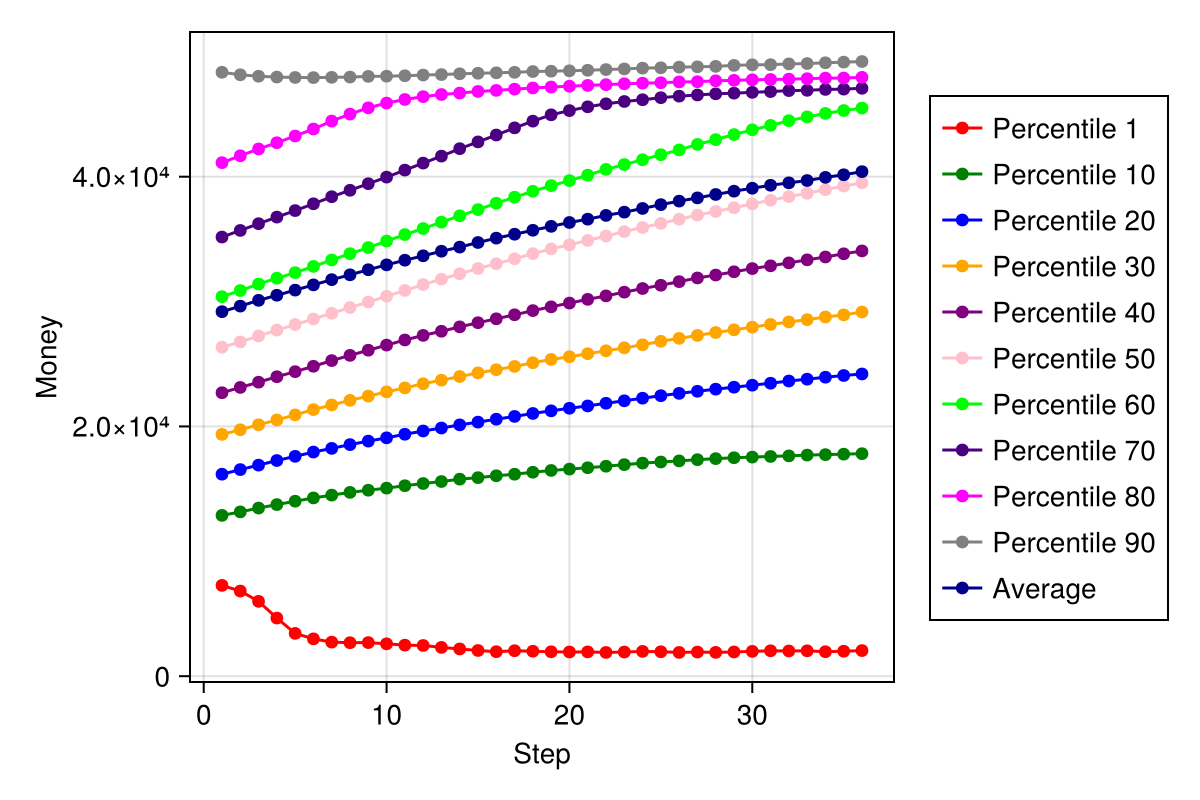 Money
4.0×10⁴
2.0×10⁴
0
0 10 20 30
Step
Percentile 1
Percentile 10
Percentile 20
Percentile 30
Percentile 40
Percentile 50
Percentile 60
Percentile 70
Percentile 80
Percentile 90
Average